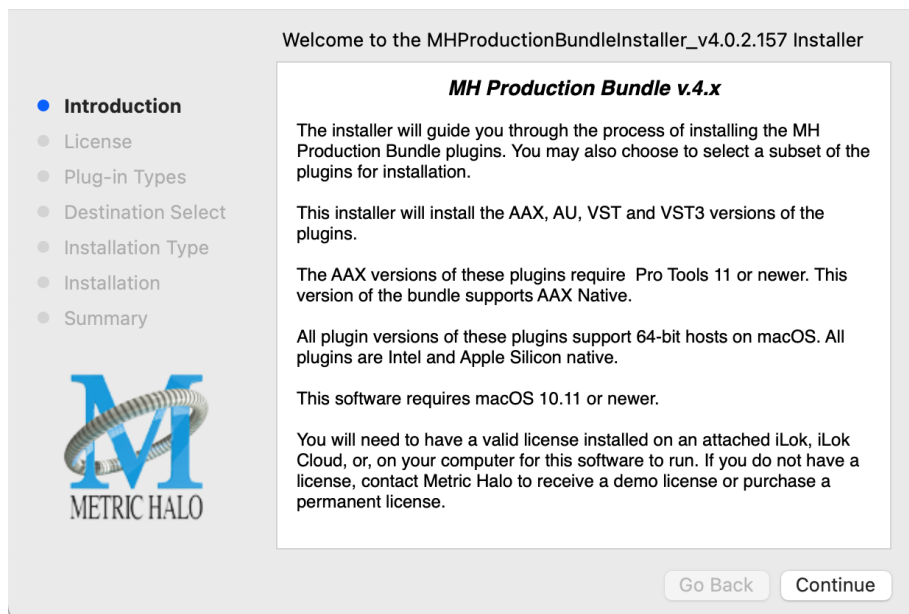 Welcome to the MHProductionBundleInstaller_v4.0.2.157 Installer
Introduction
License
Plug-in Types
Destination Select
Installation Type
Installation
Summary
METRIC HALO
MH Production Bundle v.4.x
The installer will guide you through the process of installing the MH
Production Bundle plugins. You may also choose to select a subset of the
plugins for installation.
This installer will install the AAX, AU, VST and VST3 versions of the
plugins.
The AAX versions of these plugins require  Pro Tools 11 or newer. This
version of the bundle supports AAX Native.
All plugin versions of these plugins support 64-bit hosts on macOS. All
plugins are Intel and Apple Silicon native.
This software requires macOS 10.11 or newer.
You will need to have a valid license installed on an attached iLok, iLok
Cloud, or, on your computer for this software to run. If you do not have a
license, contact Metric Halo to receive a demo license or purchase a
permanent license.
Go Back
Continue